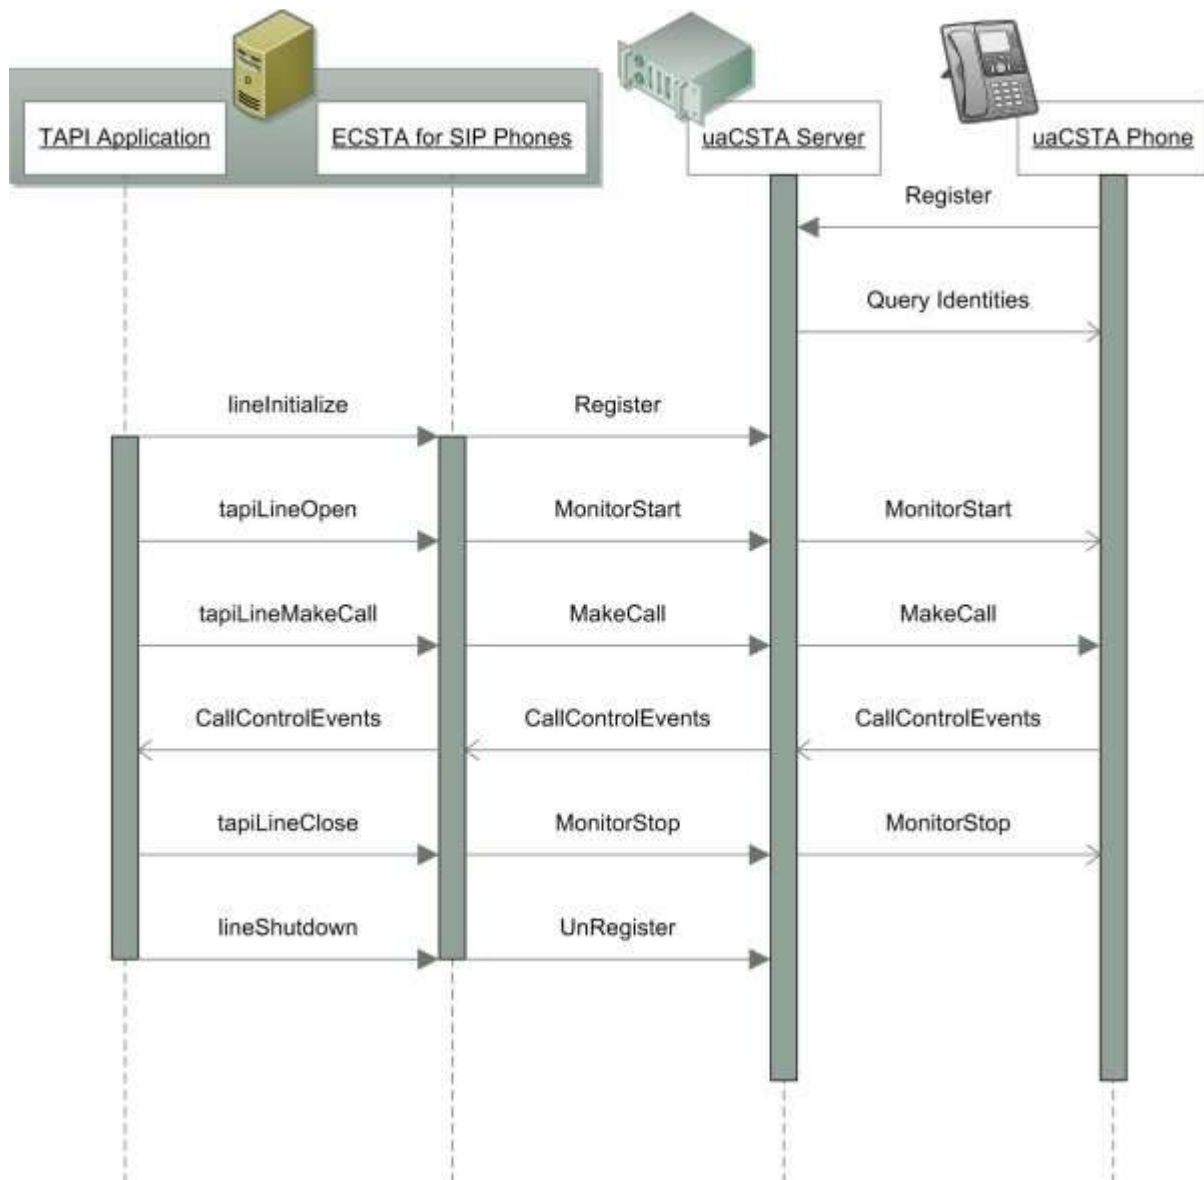 TAPI Application
ECSTA for SIP Phones
uaCSTA Server
uaCSTA Phone
Register
Query Identities
lineInitialize
Register
tapiLineOpen
MonitorStart
MonitorStart
tapiLineMakeCall
MakeCall
MakeCall
CallControlEvents
CallControlEvents
CallControlEvents
tapiLineClose
MonitorStop
MonitorStop
lineShutdown
UnRegister